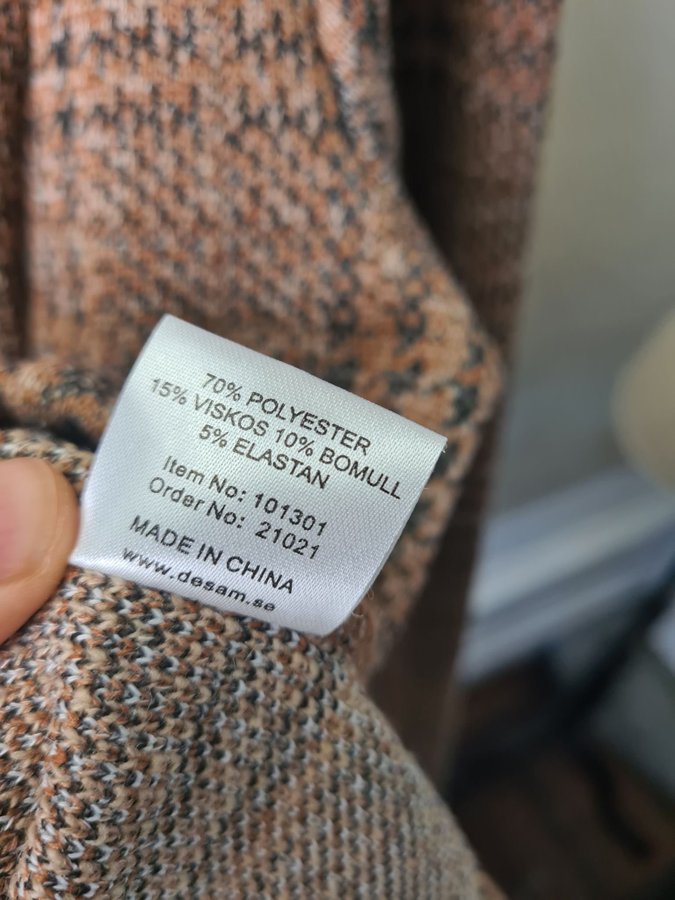 70% POLYESTER
15% VISKOS 10% BOMULL
5% ELASTAN
Item No: 101301
Order No: 21021
MADE IN CHINA
www.desam.se